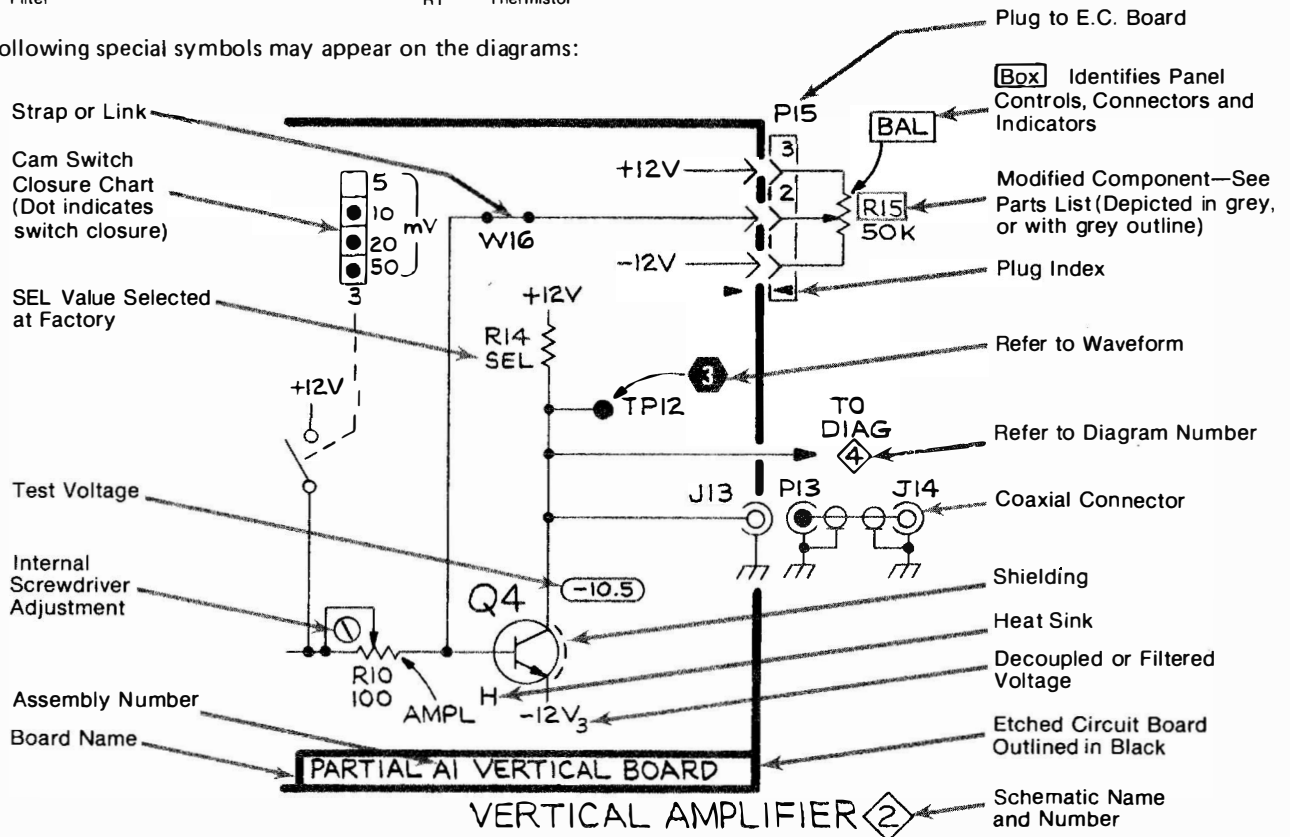 Filter
RT Thermistor
ollowing special symbols may appear on the diagrams:
Strap or Link
Cam Switch
Closure Chart
(Dot indicates
switch closure)
SEL Value Selected
at Factory
Test Voltage
Internal
Screwdriver
Adjustment
Assembly Number
Board Name
5
10
20
50
mV
3
+12V
W16
+12V
R14
SEL
TP12
3
+12V
-12V
P15
3
2
BAL
R15
50K
TO
DIAG
4
J13
P13
J14
-10.5
Q4
R10
100
AMPL
H
-12V3
PARTIAL A1 VERTICAL BOARD
VERTICAL AMPLIFIER 2
Plug to E.C. Board
Box Identifies Panel
Controls, Connectors and
Indicators
Modified Component—See
Parts List (Depicted in grey,
or with grey outline)
Plug Index
Refer to Waveform
Refer to Diagram Number
Coaxial Connector
Shielding
Heat Sink
Decoupled or Filtered
Voltage
Etched Circuit Board
Outlined in Black
Schematic Name
and Number